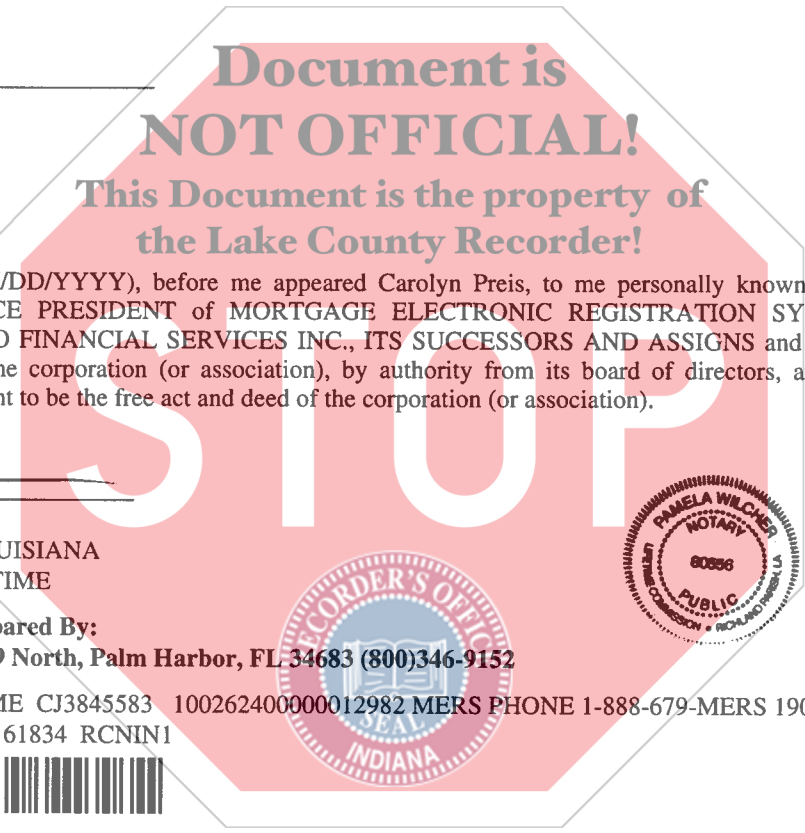 Document is
NOT OFFICIAL!
This Document is the property of
the Lake County Recorder!
/DD/YYYY), before me appeared Carolyn Preis, to me personally known
CE PRESIDENT of MORTGAGE ELECTRONIC REGISTRATION SY
O FINANCIAL SERVICES INC., ITS SUCCESSORS AND ASSIGNS and
ne corporation (or association), by authority from its board of directors, a
nt to be the free act and deed of the corporation (or association).
STOP
PAMELA WILCHER
NOTARY
80556
PUBLIC
LIFETIME COMMISSION • RICHLAND PARISH, LA
UISIANA
TIME
pared By:
9 North, Palm Harbor, FL 34683 (800)346-9152
ME CJ3845583 100262400000012982 MERS PHONE 1-888-679-MERS 190
61834 RCNIN1
RECORDER'S OFFICE
SEAL
INDIANA